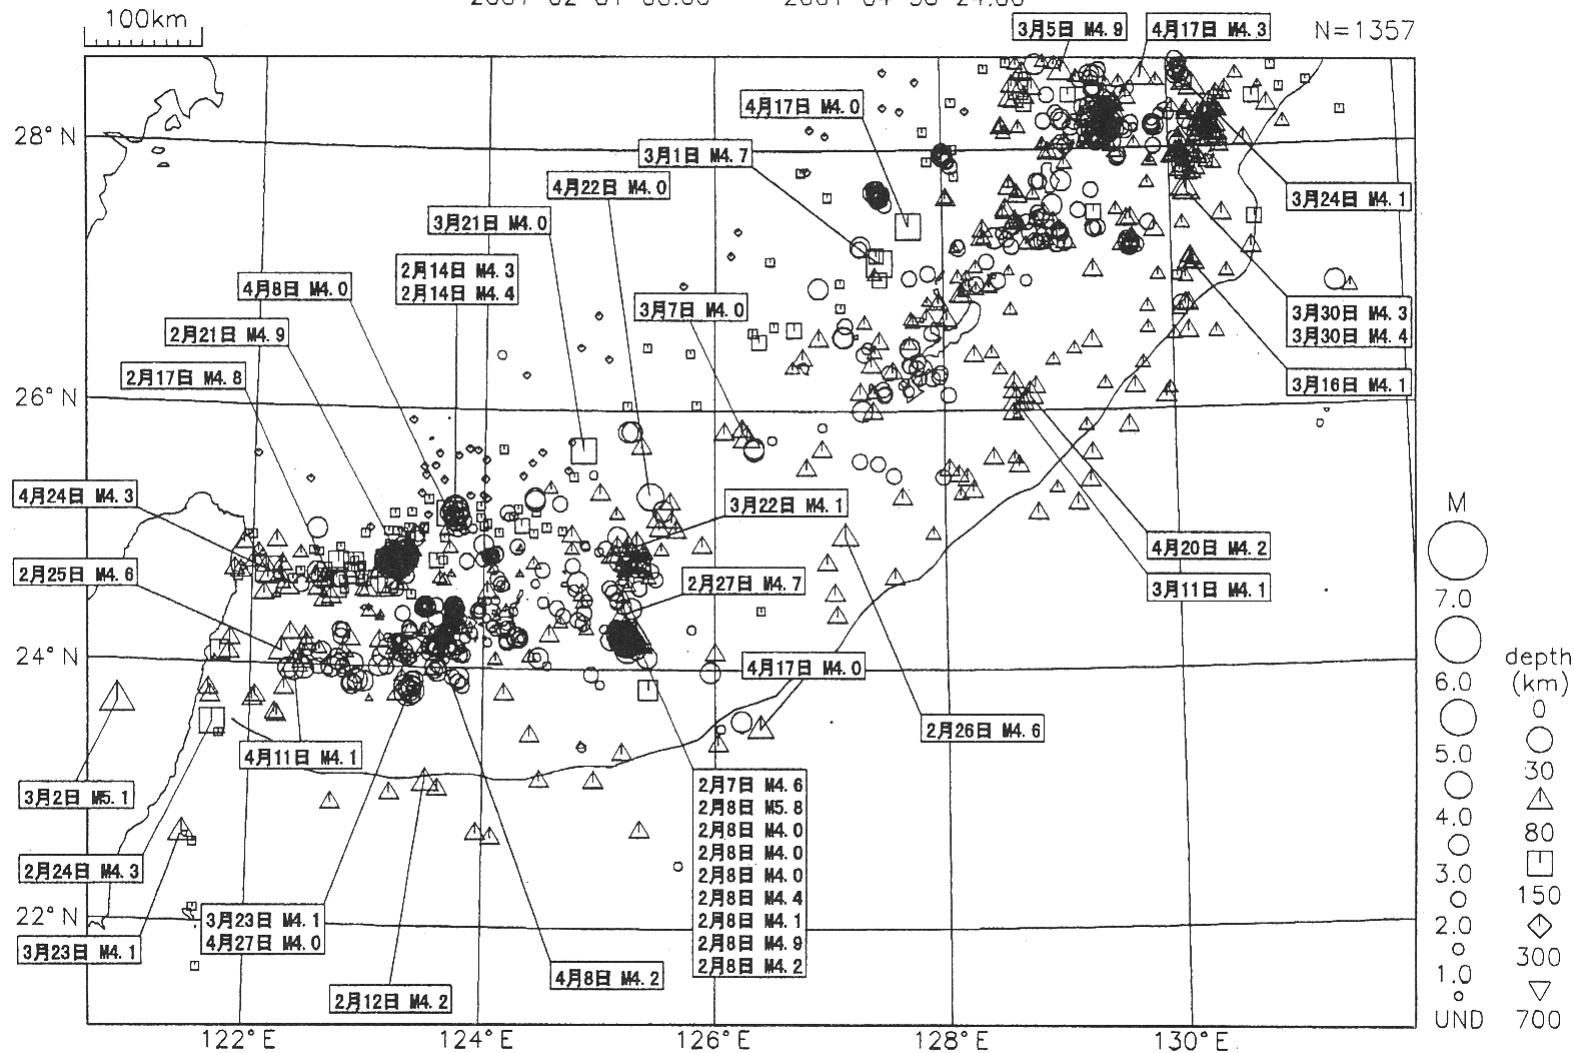 100km
N=1357
3月5日 M4.9
4月17日 M4.3
4月17日 M4.0
3月1日 M4.7
4月22日 M4.0
3月21日 M4.0
2月14日 M4.3
2月14日 M4.4
4月8日 M4.0
3月7日 M4.0
2月21日 M4.9
2月17日 M4.8
3月24日 M4.1
3月30日 M4.3
3月30日 M4.4
3月16日 M4.1
4月24日 M4.3
2月25日 M4.6
3月22日 M4.1
2月27日 M4.7
4月20日 M4.2
3月11日 M4.1
4月17日 M4.0
2月26日 M4.6
4月11日 M4.1
3月2日 M5.1
2月24日 M4.3
3月23日 M4.1
3月23日 M4.1
4月27日 M4.0
2月12日 M4.2
4月8日 M4.2
2月7日 M4.6
2月8日 M5.8
2月8日 M4.0
2月8日 M4.0
2月8日 M4.0
2月8日 M4.4
2月8日 M4.1
2月8日 M4.9
2月8日 M4.2
28°N
26°N
24°N
22°N
122°E
124°E
126°E
128°E
130°E
M
7.0
6.0
5.0
4.0
3.0
2.0
1.0
UND
depth
(km)
0
30
80
150
300
700